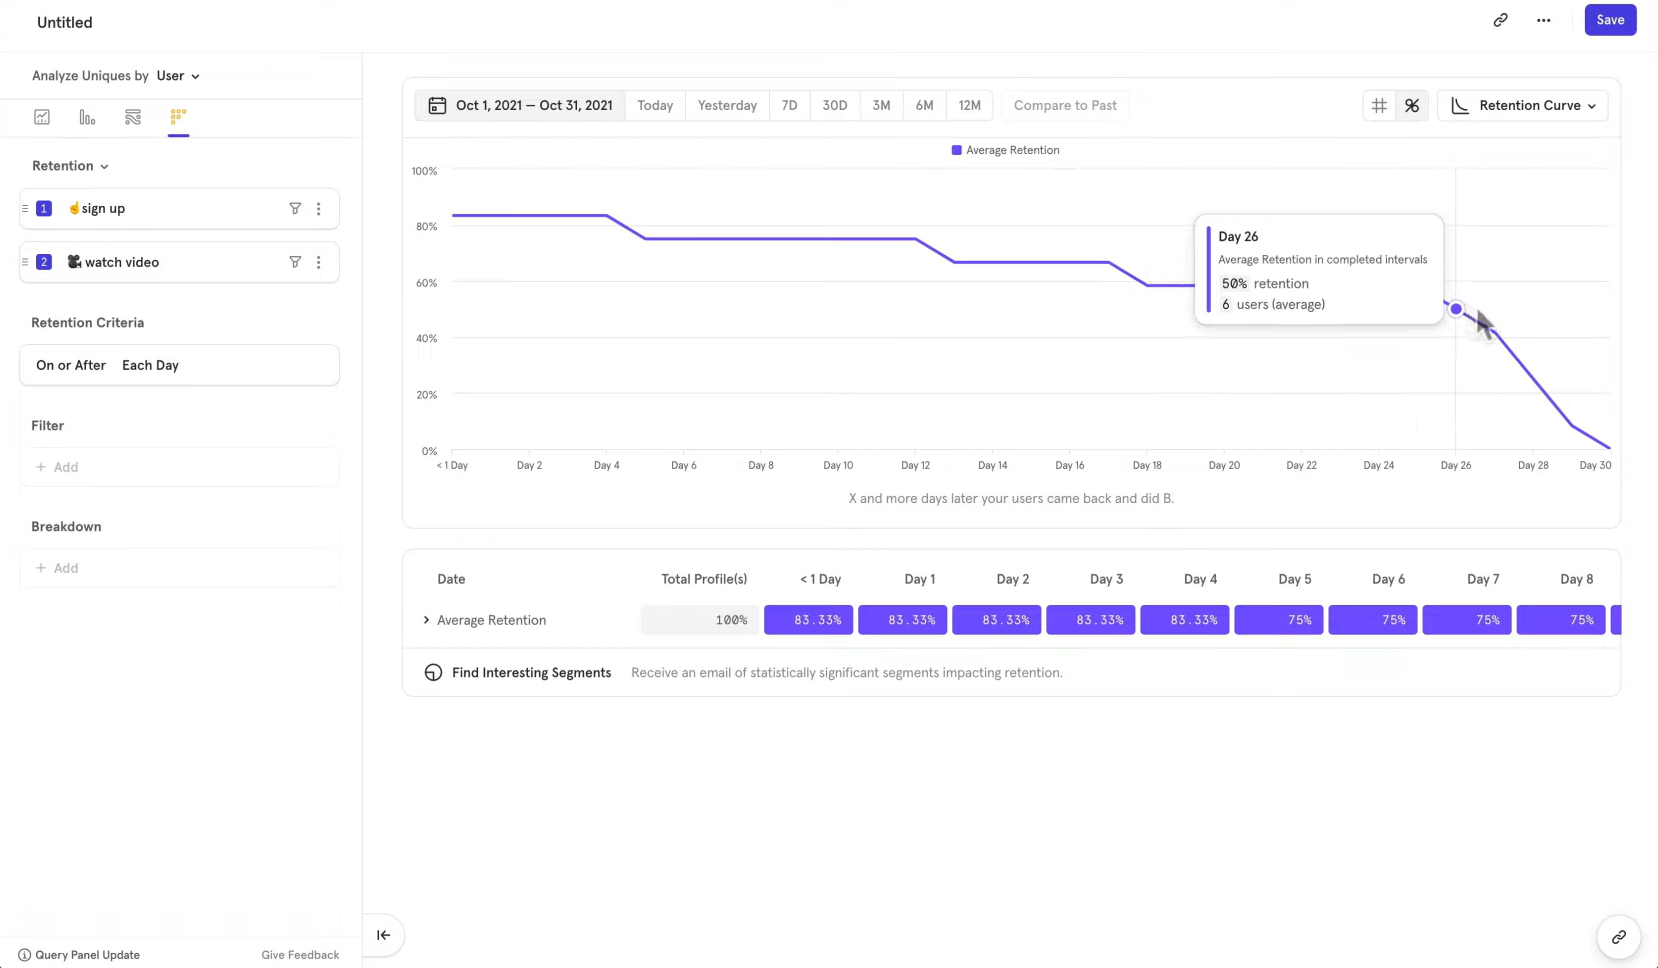 Untitled
Save
Analyze Uniques by User
Retention
1 ☝sign up
2 🎥 watch video
Retention Criteria
On or After Each Day
Filter
+ Add
Breakdown
+ Add
Query Panel Update Give Feedback
Oct 1, 2021 – Oct 31, 2021 Today Yesterday 7D 30D 3M 6M 12M Compare to Past # % Retention Curve
Average Retention
100%
80%
60%
40%
20%
0%
Day 26
Average Retention in completed intervals
50% retention
6 users (average)
< 1 Day Day 2 Day 4 Day 6 Day 8 Day 10 Day 12 Day 14 Day 16 Day 18 Day 20 Day 22 Day 24 Day 26 Day 28 Day 30
X and more days later your users came back and did B.
Date Total Profile(s) < 1 Day Day 1 Day 2 Day 3 Day 4 Day 5 Day 6 Day 7 Day 8
Average Retention 100% 83.33% 83.33% 83.33% 83.33% 83.33% 75% 75% 75% 75%
Find Interesting Segments Receive an email of statistically significant segments impacting retention.